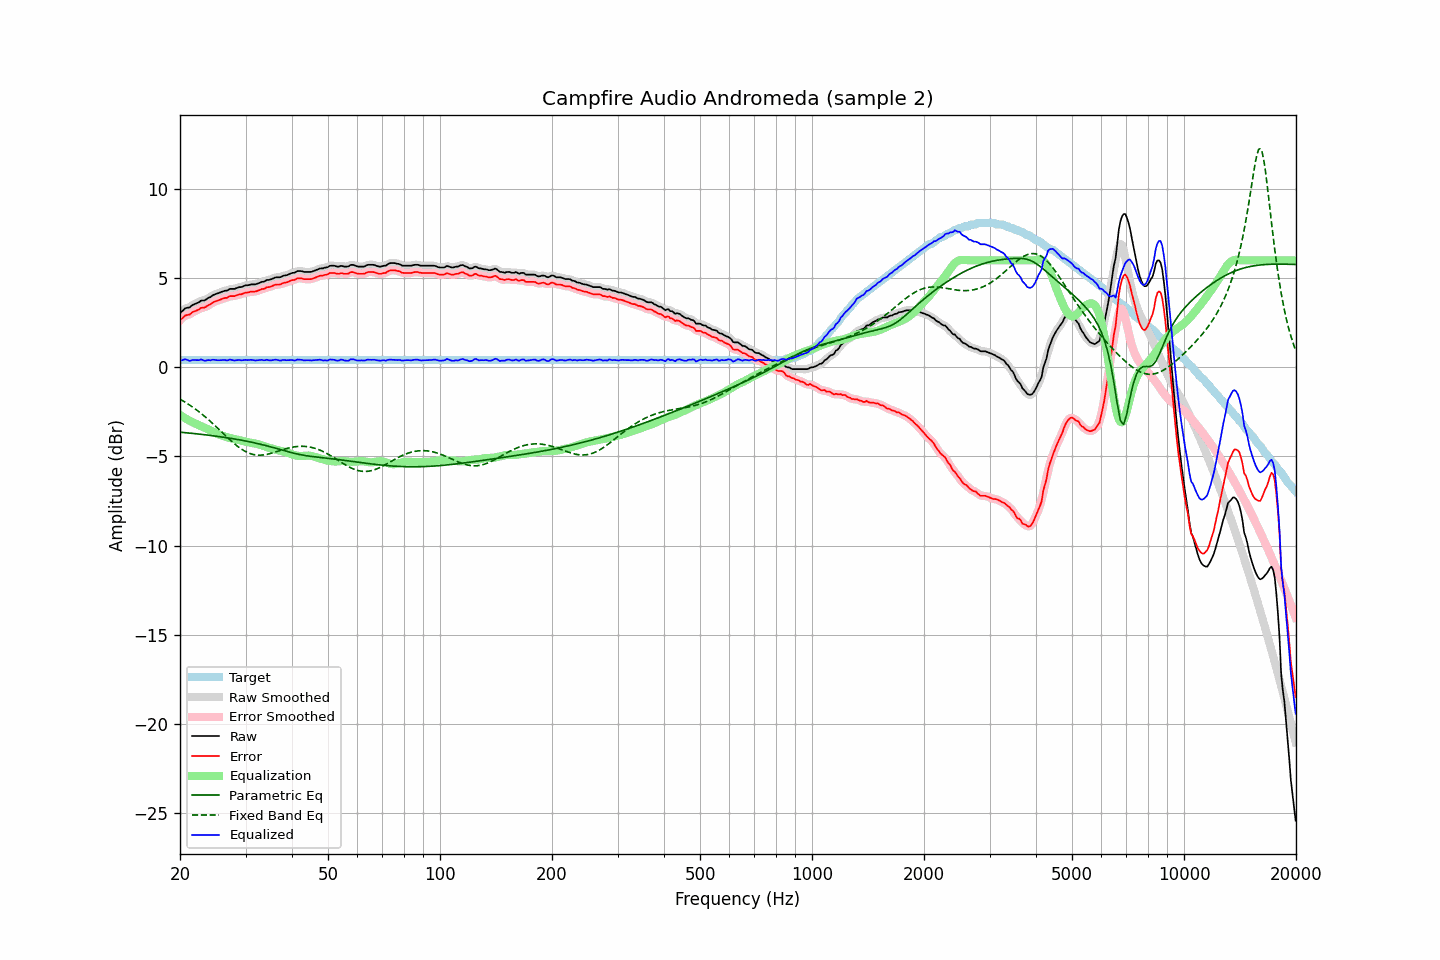 Campfire Audio Andromeda (sample 2)
10
5
0
−5
−10
−15
−20
−25
Amplitude (dBr)
Target
Raw Smoothed
Error Smoothed
Raw
Error
Equalization
Parametric Eq
Fixed Band Eq
Equalized
20 50 100 200 500 1000 2000 5000 10000 20000
Frequency (Hz)